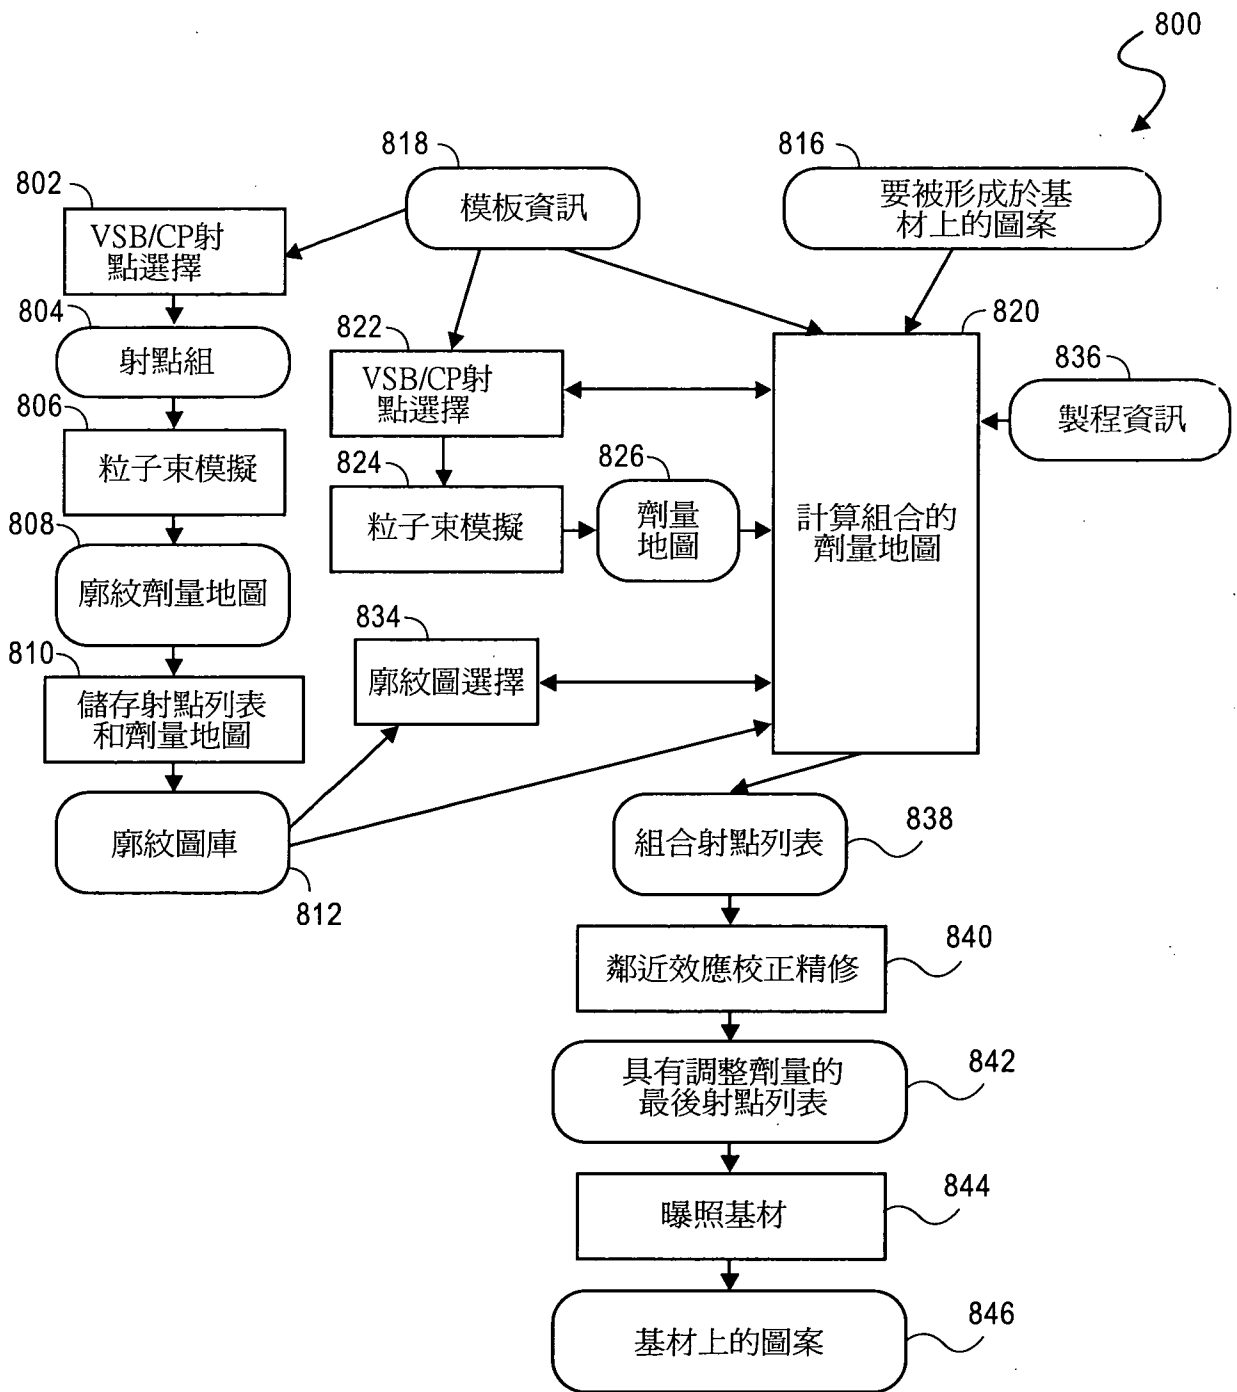 800
818
模板資訊
816
要被形成於基
材上的圖案
802
VSB/CP射
點選擇
804
射點組
806
粒子束模擬
808
廓紋劑量地圖
810
儲存射點列表
和劑量地圖
廓紋圖庫
812
822
VSB/CP射
點選擇
824
粒子束模擬
826
劑量
地圖
834
廓紋圖選擇
820
計算組合的
劑量地圖
836
製程資訊
組合射點列表
838
鄰近效應校正精修
840
具有調整劑量的
最後射點列表
842
曝照基材
844
基材上的圖案
846